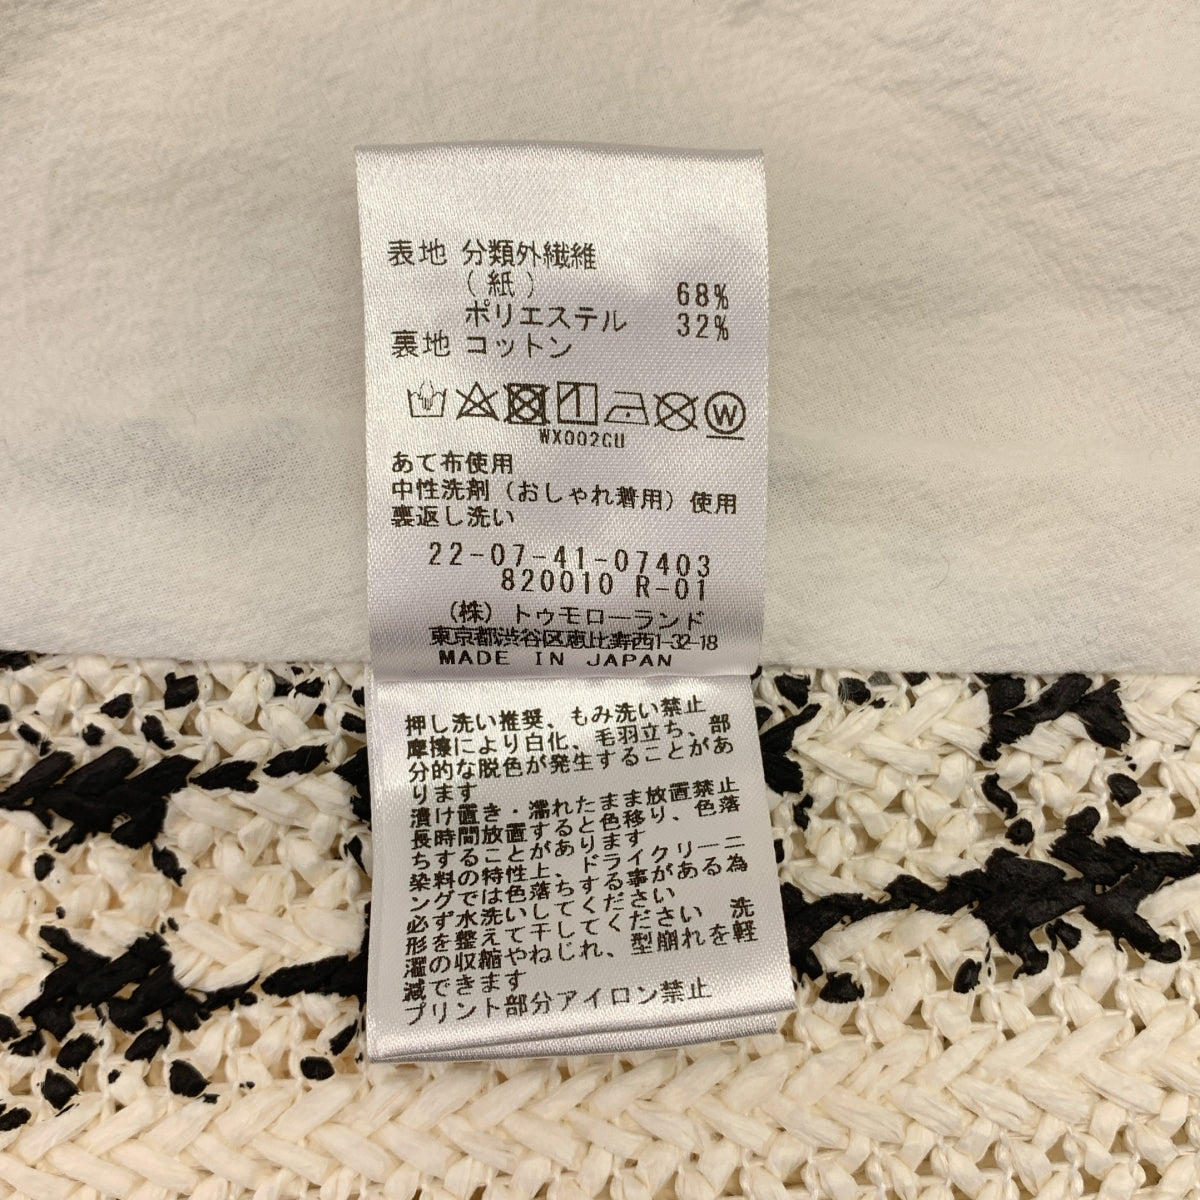 表地 分類外繊維
(紙) 68%
ポリエステル 32%
裏地 コットン
W
WX002CU
あて布使用
中性洗剤(おしゃれ着用)使用
裏返し洗い
22-07-41-07403
820010 R-01
(株)トゥモローランド
東京都渋谷区恵比寿西1-32-18
MADE IN JAPAN
押し洗い推奨、もみ洗い禁止
摩擦により白化、毛羽立ち、部
分的な脱色が発生することがあ
ります
漬け置き・濡れたまま放置禁止
長時間放置すると色移り、色落
ちすることがあります
染料の特性上、ドライクリーニ
ングでは色落ちする事がある為
必ず水洗いしてください
形を整えて干してください 洗
濯の収縮やねじれ、型崩れを軽
減できます
プリント部分アイロン禁止